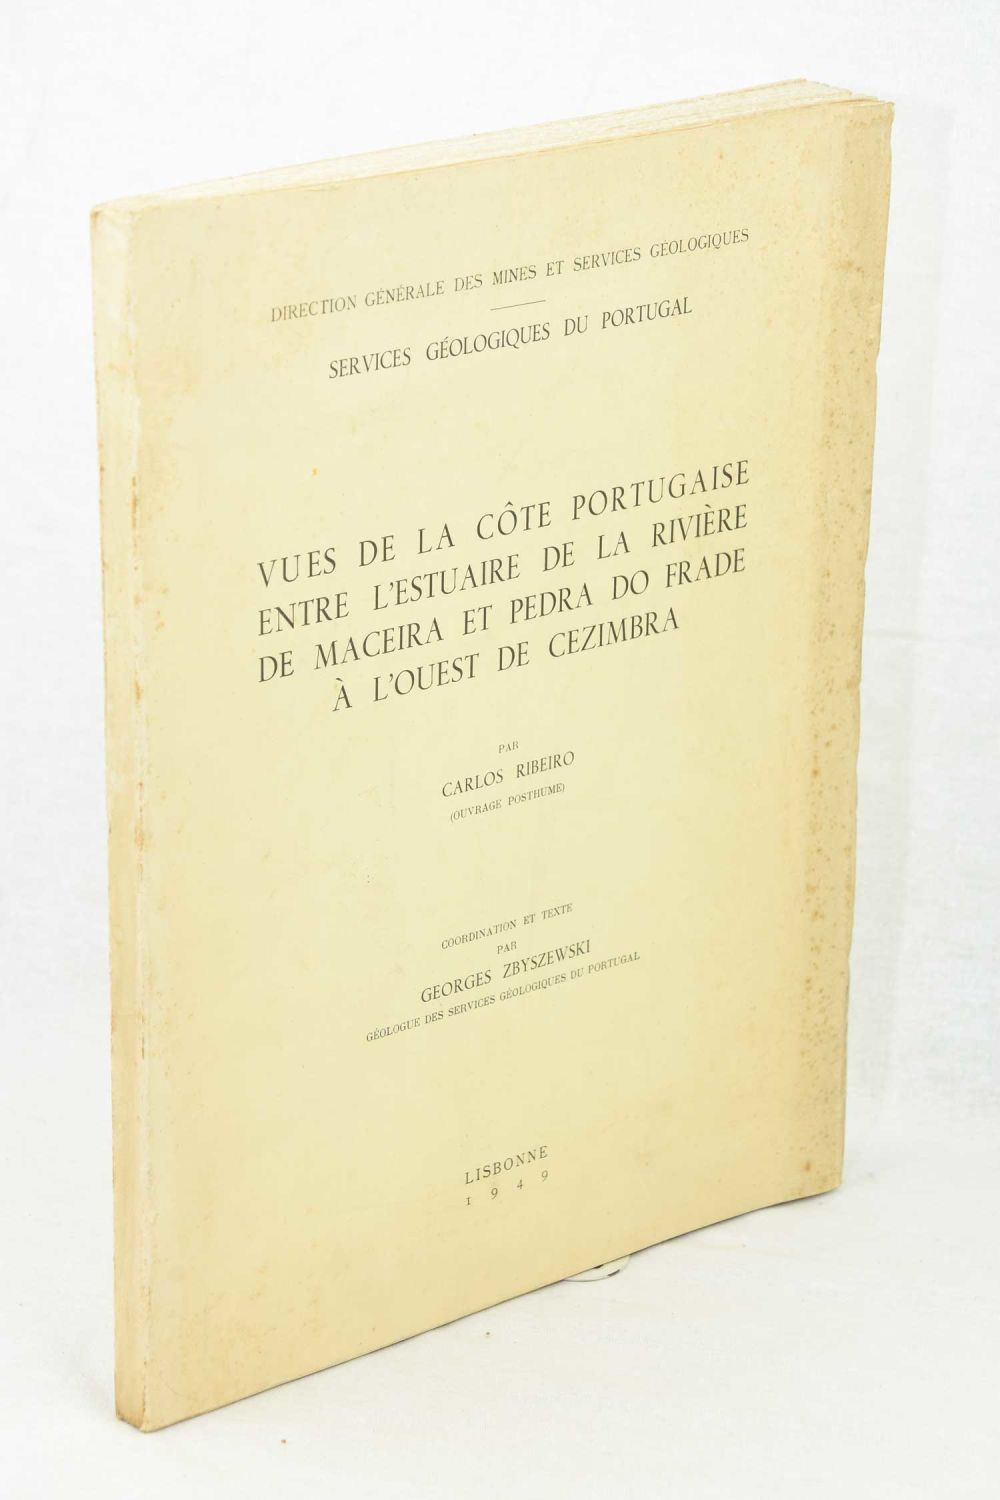 DIRECTION GÉNÉRALE DES MINES ET SERVICES GÉOLOGIQUES
SERVICES GÉOLOGIQUES DU PORTUGAL
VUES DE LA CÔTE PORTUGAISE
ENTRE L'ESTUAIRE DE LA RIVIÈRE
DE MACEIRA ET PEDRA DO FRADE
À L'OUEST DE CEZIMBRA
PAR
CARLOS RIBEIRO
(OUVRAGE POSTHUME)
COORDINATION ET TEXTE
PAR
GEORGES ZBYSZEWSKI
GÉOLOGUE DES SERVICES GÉOLOGIQUES DU PORTUGAL
LISBONNE
1949